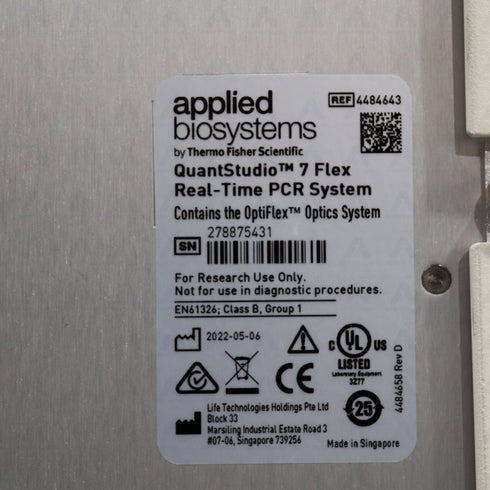 applied
biosystems
by Thermo Fisher Scientific
REF 4484643
QuantStudio™ 7 Flex
Real-Time PCR System
Contains the OptiFlex™ Optics System
SN 278875431
For Research Use Only.
Not for use in diagnostic procedures.
EN61326; Class B, Group 1
2022-05-06
C UL US
LISTED
Laboratory Equipment
3Z77
CE
25
Life Technologies Holdings Pte Ltd
Block 33
Marsiling Industrial Estate Road 3
#07-06, Singapore 739256
Made in Singapore
4484658 Rev D